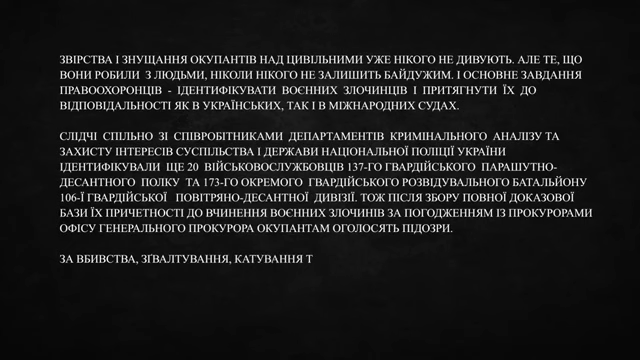 ЗВІРСТВА І ЗНУЩАННЯ ОКУПАНТІВ НАД ЦИВІЛЬНИМИ УЖЕ НІКОГО НЕ ДИВУЮТЬ. АЛЕ ТЕ, ЩО
ВОНИ РОБИЛИ З ЛЮДЬМИ, НІКОЛИ НІКОГО НЕ ЗАЛИШИТЬ БАЙДУЖИМ. І ОСНОВНЕ ЗАВДАННЯ
ПРАВООХОРОНЦІВ - ІДЕНТИФІКУВАТИ ВОЄННИХ ЗЛОЧИНЦІВ І ПРИТЯГНУТИ ЇХ ДО
ВІДПОВІДАЛЬНОСТІ ЯК В УКРАЇНСЬКИХ, ТАК І В МІЖНАРОДНИХ СУДАХ.
СЛІДЧІ СПІЛЬНО ЗІ СПІВРОБІТНИКАМИ ДЕПАРТАМЕНТІВ КРИМІНАЛЬНОГО АНАЛІЗУ ТА
ЗАХИСТУ ІНТЕРЕСІВ СУСПІЛЬСТВА І ДЕРЖАВИ НАЦІОНАЛЬНОЇ ПОЛІЦІЇ УКРАЇНИ
ІДЕНТИФІКУВАЛИ ЩЕ 20 ВІЙСЬКОВОСЛУЖБОВЦІВ 137-ГО ГВАРДІЙСЬКОГО ПАРАШУТНО-
ДЕСАНТНОГО ПОЛКУ ТА 173-ГО ОКРЕМОГО ГВАРДІЙСЬКОГО РОЗВІДУВАЛЬНОГО БАТАЛЬЙОНУ
106-Ї ГВАРДІЙСЬКОЇ ПОВІТРЯНО-ДЕСАНТНОЇ ДИВІЗІЇ. ТОЖ ПІСЛЯ ЗБОРУ ПОВНОЇ ДОКАЗОВОЇ
БАЗИ ЇХ ПРИЧЕТНОСТІ ДО ВЧИНЕННЯ ВОЄННИХ ЗЛОЧИНІВ ЗА ПОГОДЖЕННЯМ ІЗ ПРОКУРОРАМИ
ОФІСУ ГЕНЕРАЛЬНОГО ПРОКУРОРА ОКУПАНТАМ ОГОЛОСЯТЬ ПІДОЗРИ.
ЗА ВБИВСТВА, ЗҐВАЛТУВАННЯ, КАТУВАННЯ Т